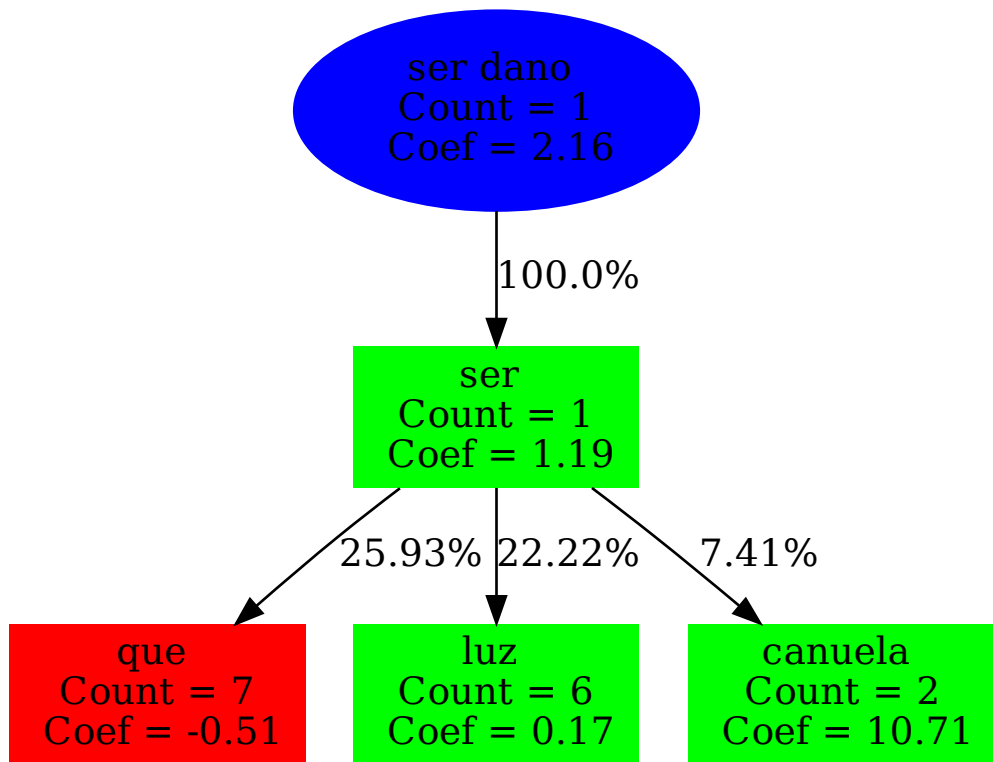 ser dano
Count = 1
Coef = 2.16
100.0%
ser
Count = 1
Coef = 1.19
25.93%
22.22%
7.41%
que
Count = 7
Coef = -0.51
luz
Count = 6
Coef = 0.17
canuela
Count = 2
Coef = 10.71